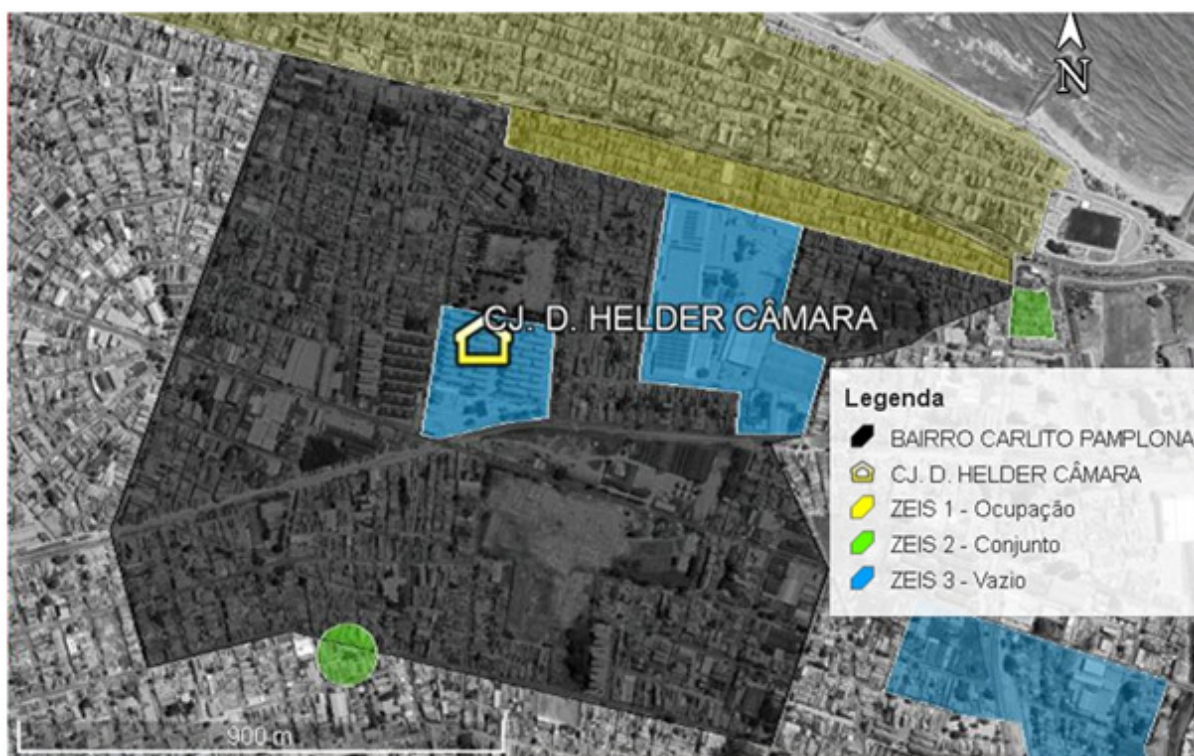 N
CJ. D. HELDER CÂMARA
Legenda
BAIRRO CARLITO PAMPLONA
CJ. D. HELDER CÂMARA
ZEIS 1 - Ocupação
ZEIS 2 - Conjunto
ZEIS 3 - Vazio
900 m